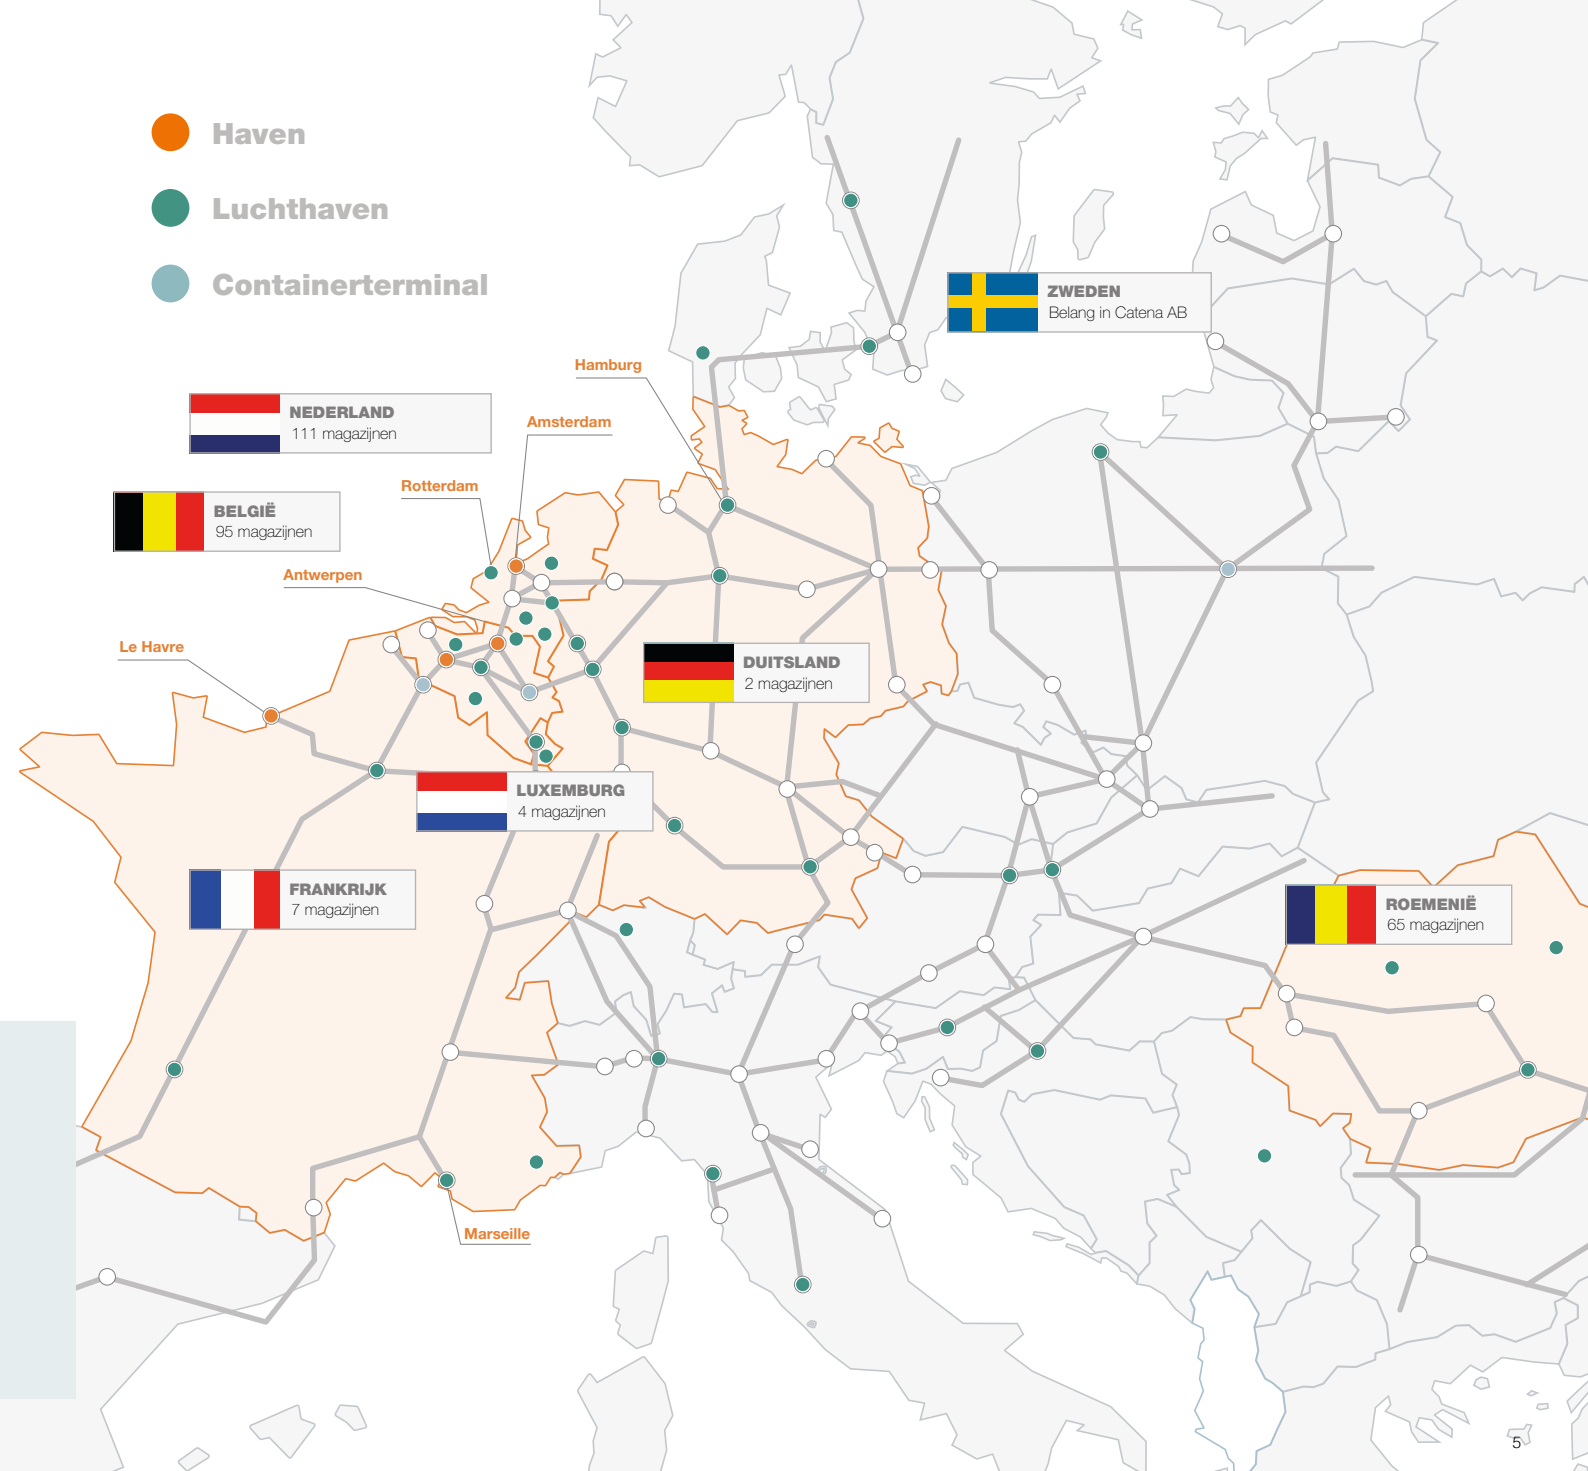 Haven
Luchthaven
Containerterminal
ZWEDEN
Belang in Catena AB
Hamburg
NEDERLAND
111 magazijnen
Amsterdam
Rotterdam
BELGIË
95 magazijnen
Antwerpen
Le Havre
DUITSLAND
2 magazijnen
LUXEMBURG
4 magazijnen
FRANKRIJK
7 magazijnen
ROEMENIË
65 magazijnen
Marseille
5